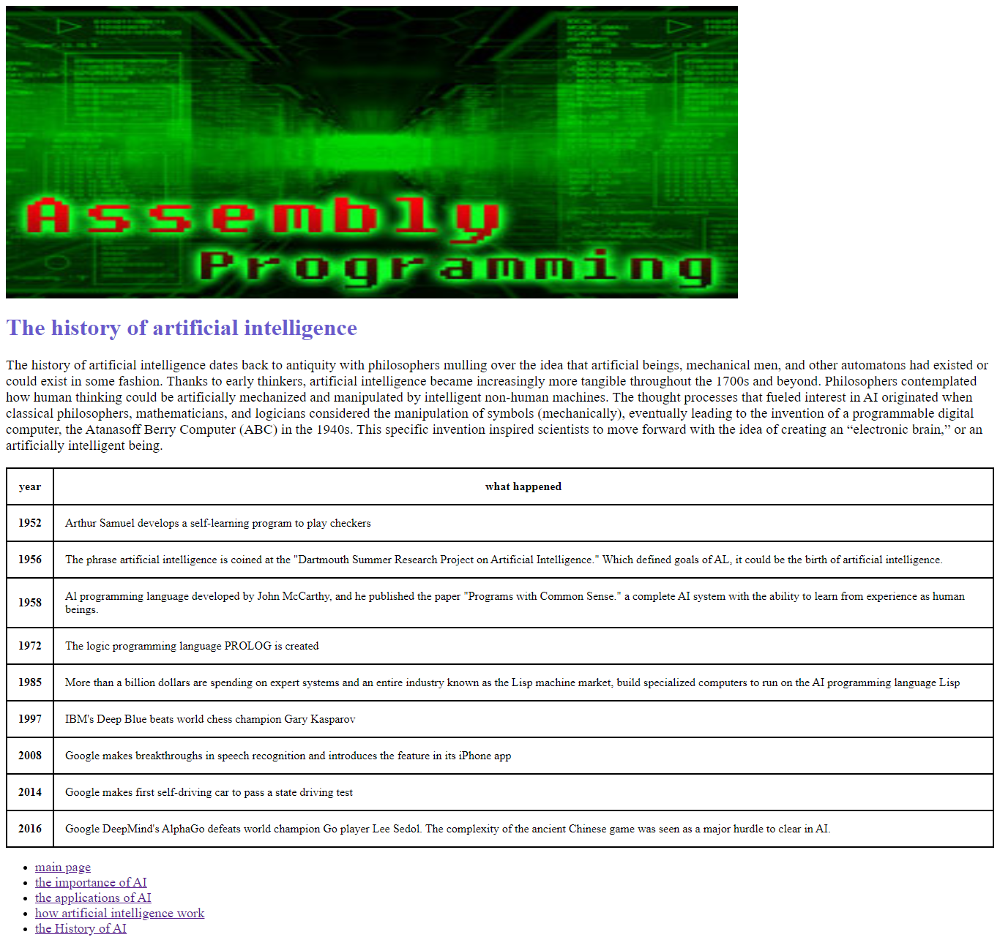 Assembly
Programming
The history of artificial intelligence
The history of artificial intelligence dates back to antiquity with philosophers mulling over the idea that artificial beings, mechanical men, and other automatons had existed or
could exist in some fashion. Thanks to early thinkers, artificial intelligence became increasingly more tangible throughout the 1700s and beyond. Philosophers contemplated
how human thinking could be artificially mechanized and manipulated by intelligent non-human machines. The thought processes that fueled interest in AI originated when
classical philosophers, mathematicians, and logicians considered the manipulation of symbols (mechanically), eventually leading to the invention of a programmable digital
computer, the Atanasoff Berry Computer (ABC) in the 1940s. This specific invention inspired scientists to move forward with the idea of creating an “electronic brain,” or an
artificially intelligent being.
year what happened
1952 Arthur Samuel develops a self-learning program to play checkers
1956 The phrase artificial intelligence is coined at the "Dartmouth Summer Research Project on Artificial Intelligence." Which defined goals of AL, it could be the birth of artificial intelligence.
1958 Al programming language developed by John McCarthy, and he published the paper "Programs with Common Sense." a complete AI system with the ability to learn from experience as human
beings.
1972 The logic programming language PROLOG is created
1985 More than a billion dollars are spending on expert systems and an entire industry known as the Lisp machine market, build specialized computers to run on the AI programming language Lisp
1997 IBM's Deep Blue beats world chess champion Gary Kasparov
2008 Google makes breakthroughs in speech recognition and introduces the feature in its iPhone app
2014 Google makes first self-driving car to pass a state driving test
2016 Google DeepMind's AlphaGo defeats world champion Go player Lee Sedol. The complexity of the ancient Chinese game was seen as a major hurdle to clear in AI.
main page
the importance of AI
the applications of AI
how artificial intelligence work
the History of AI